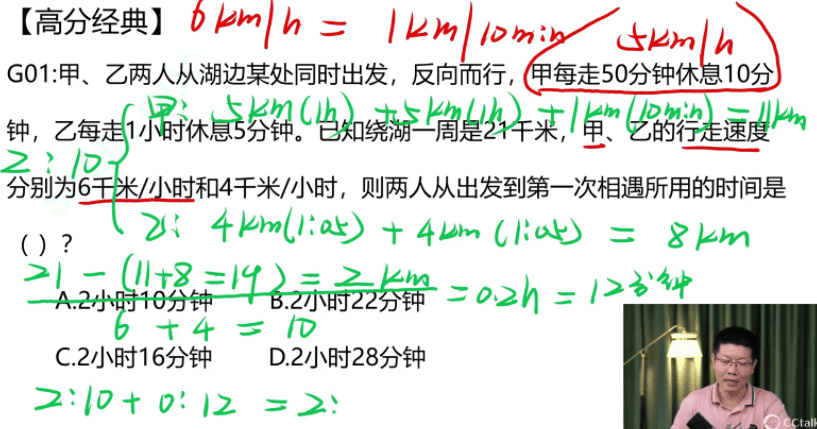 【高分经典】 6km/h = 1km/10min 5km/h
G01:甲、乙两人从湖边某处同时出发，反向而行，甲每走50分钟休息10分
甲: 5km(1h) + 5km(1h) + 1km(10min) = 11km
钟，乙每走1小时休息5分钟。已知绕湖一周是21千米，甲、乙的行走速度
2:10
分别为6千米/小时和4千米/小时，则两人从出发到第一次相遇所用的时间是
乙: 4km(1:05) + 4km(1:05) = 8km
（ ）？
21-(11+8=19)=2km
A.2小时10分钟 B.2小时22分钟 =0.2h=12分钟
6+4=10
C.2小时16分钟 D.2小时28分钟
2:10+0:12=2:
CCtalk